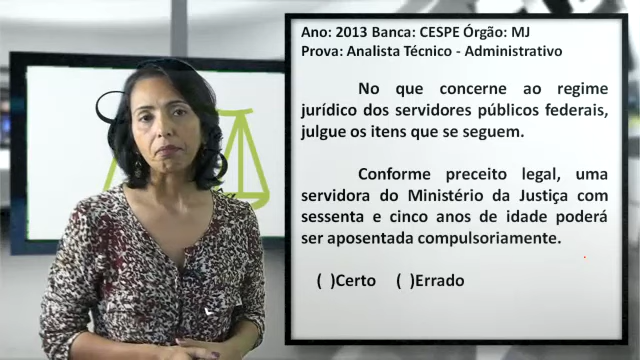 Ano: 2013 Banca: CESPE Órgão: MJ
Prova: Analista Técnico - Administrativo
No que concerne ao regime
jurídico dos servidores públicos federais,
julgue os itens que se seguem.
Conforme preceito legal, uma
servidora do Ministério da Justiça com
sessenta e cinco anos de idade poderá
ser aposentada compulsoriamente.
( )Certo ( )Errado